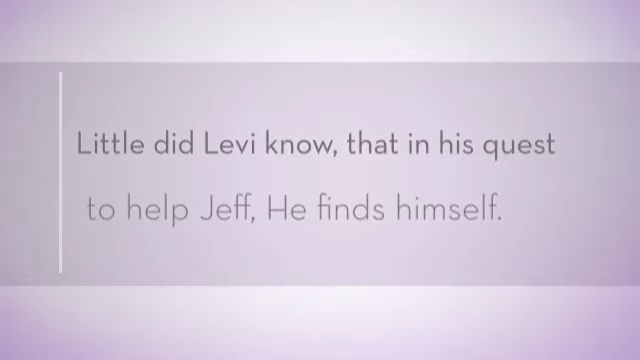 Little did Levi know, that in his quest
to help Jeff, He finds himself.